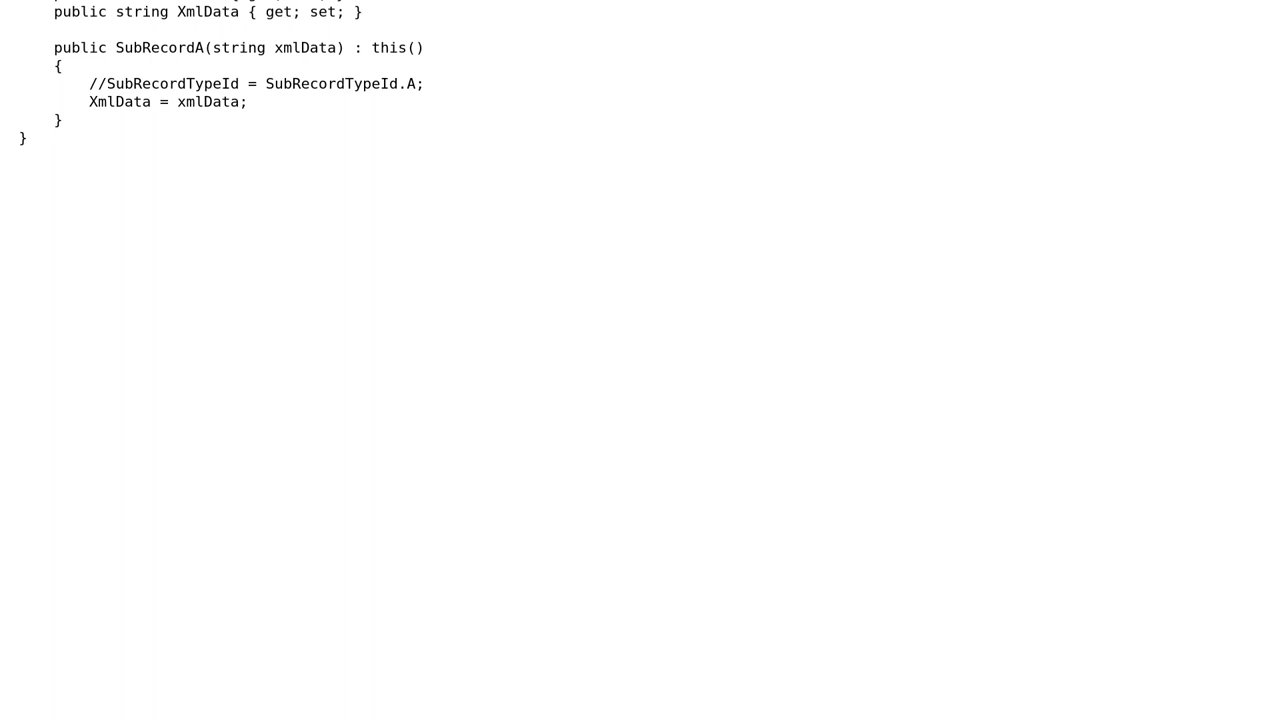 public string XmlData { get; set; }
public SubRecordA(string xmlData) : this()
{
//SubRecordTypeId = SubRecordTypeId.A;
XmlData = xmlData;
}
}